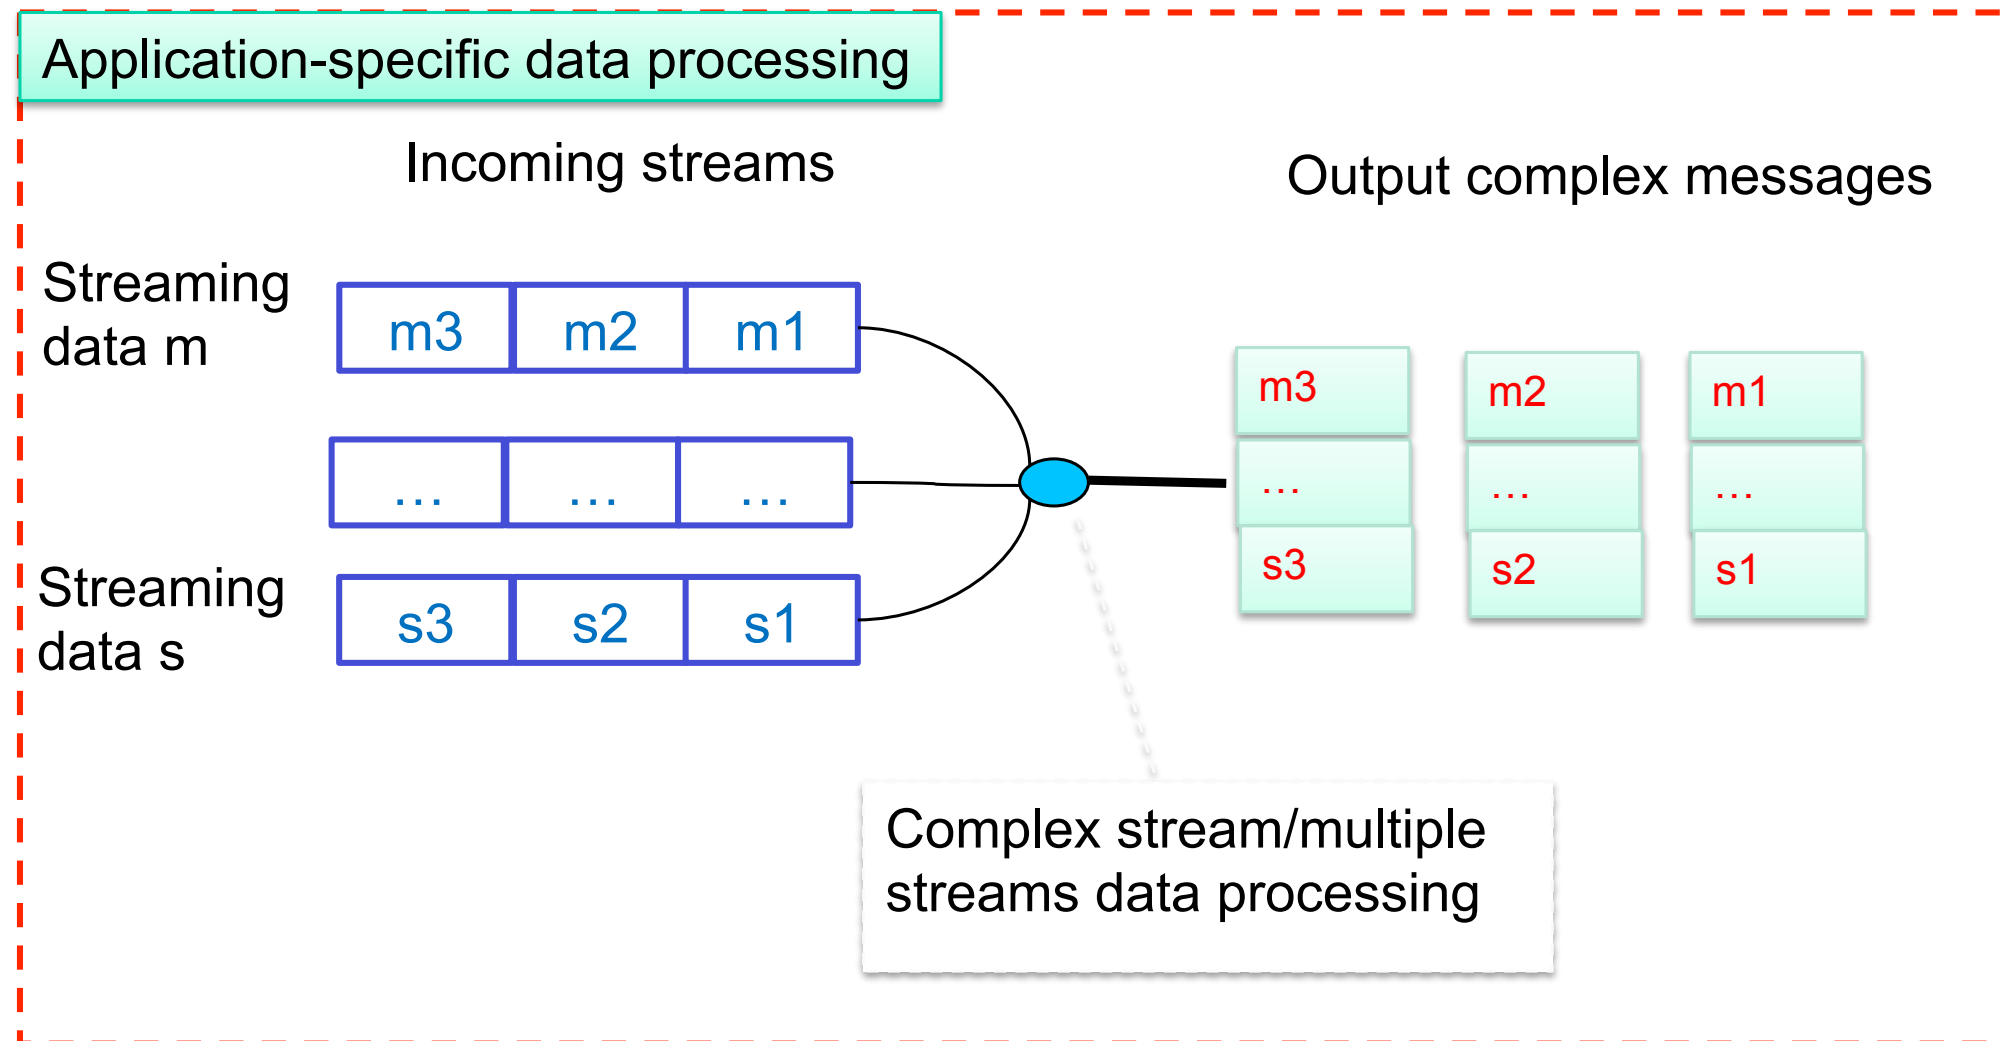 Application-specific data processing
Incoming streams
Output complex messages
Streaming
data m
m3 m2 m1
… … …
Streaming
data s
s3 s2 s1
m3 m2 m1
… … …
s3 s2 s1
Complex stream/multiple
streams data processing